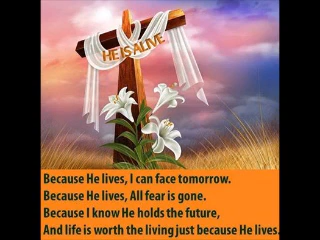 HE IS ALIVE
Because He lives, I can face tomorrow.
Because He lives, All fear is gone.
Because I know He holds the future,
And life is worth the living just because He lives.